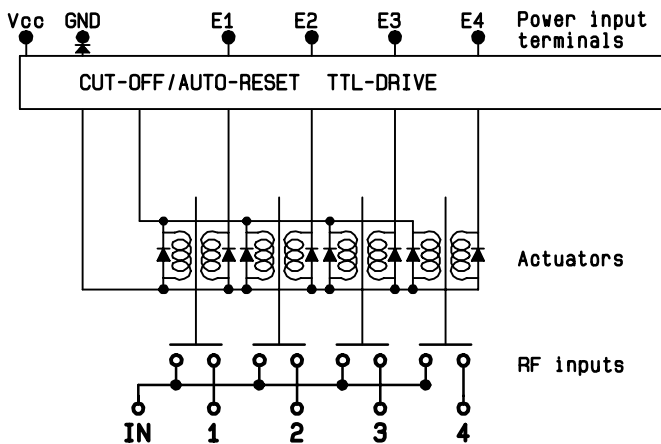 Vcc GND E1 E2 E3 E4 Power input
terminals
CUT-OFF/AUTO-RESET TTL-DRIVE
Actuators
RF inputs
IN 1 2 3 4